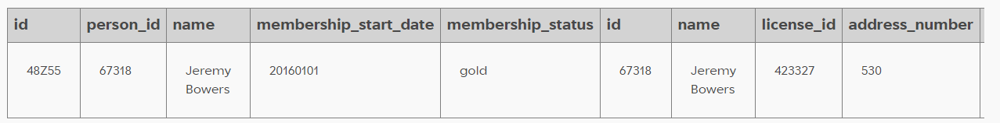 id person_id name membership_start_date membership_status id name license_id address_number
48Z55 67318 Jeremy 20160101 gold 67318 Jeremy 423327 530
Bowers Bowers